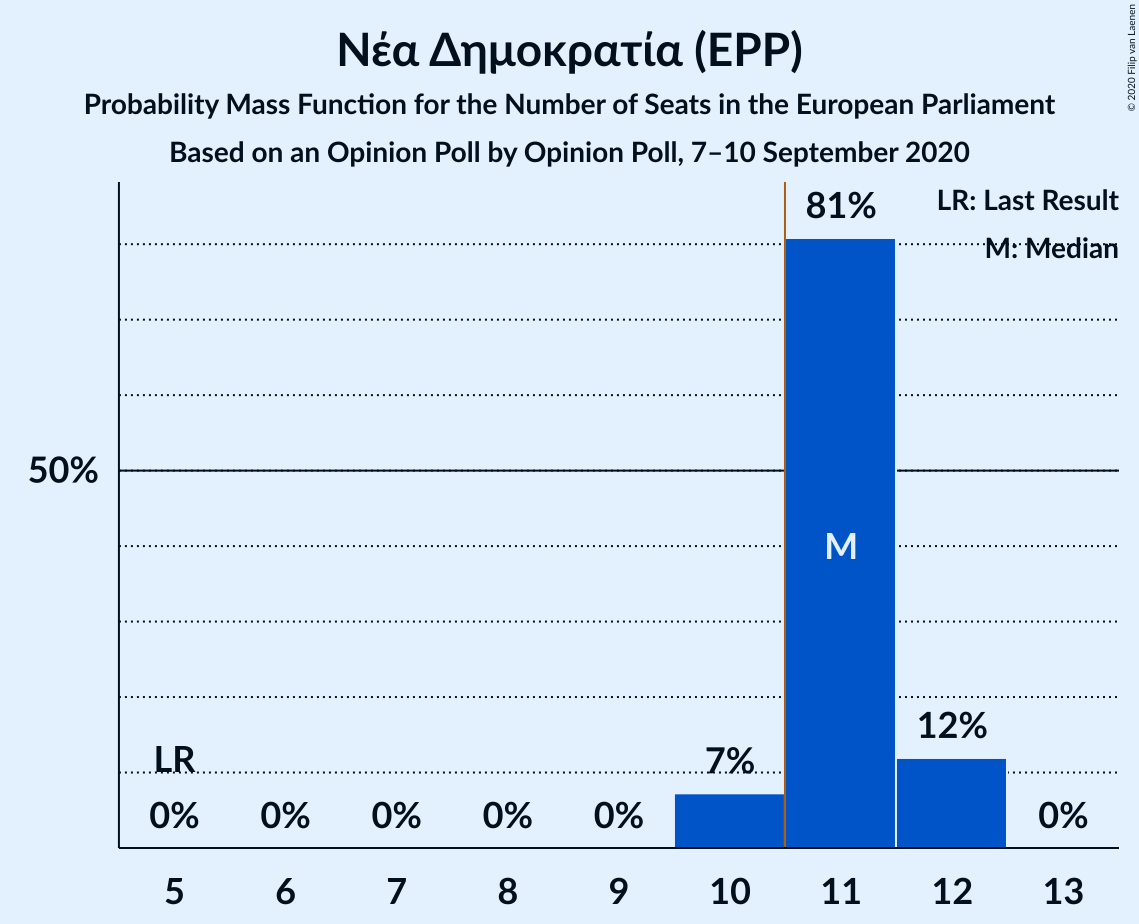 Νέα Δημοκρατία (EPP)
Probability Mass Function for the Number of Seats in the European Parliament
Based on an Opinion Poll by Opinion Poll, 7–10 September 2020
© 2020 Filip van Laenen
LR: Last Result
M: Median
81%
50%
M
12%
LR
7%
0% 0% 0% 0% 0% 0%
5 6 7 8 9 10 11 12 13